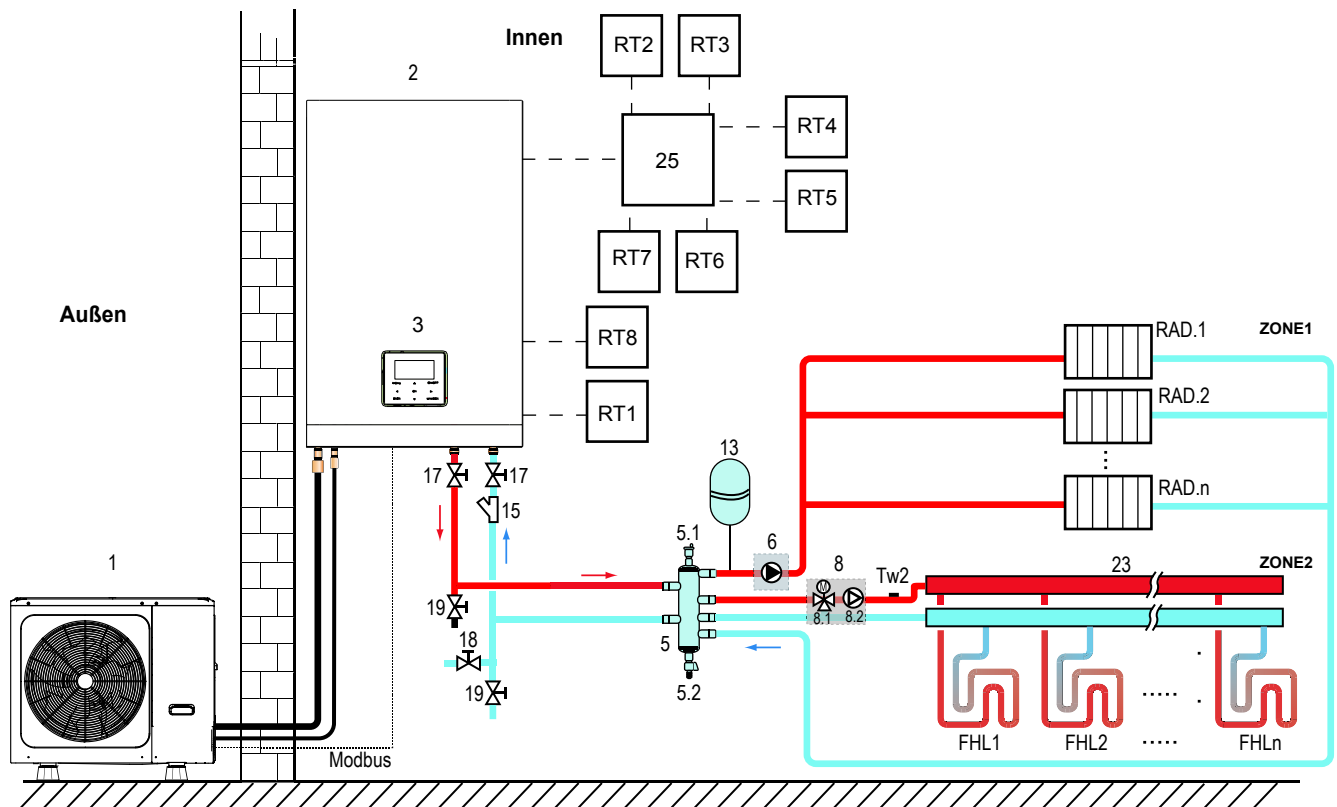 Innen
RT2
RT3
2
RT4
25
RT5
RT7
RT6
Außen
3
RT8
RT1
RAD.1
ZONE1
RAD.2
RAD.n
17
17
15
13
5.1
6
8
Tw2
23
ZONE2
M
8.1
8.2
1
19
18
5
5.2
19
FHL1
FHL2
FHLn
Modbus